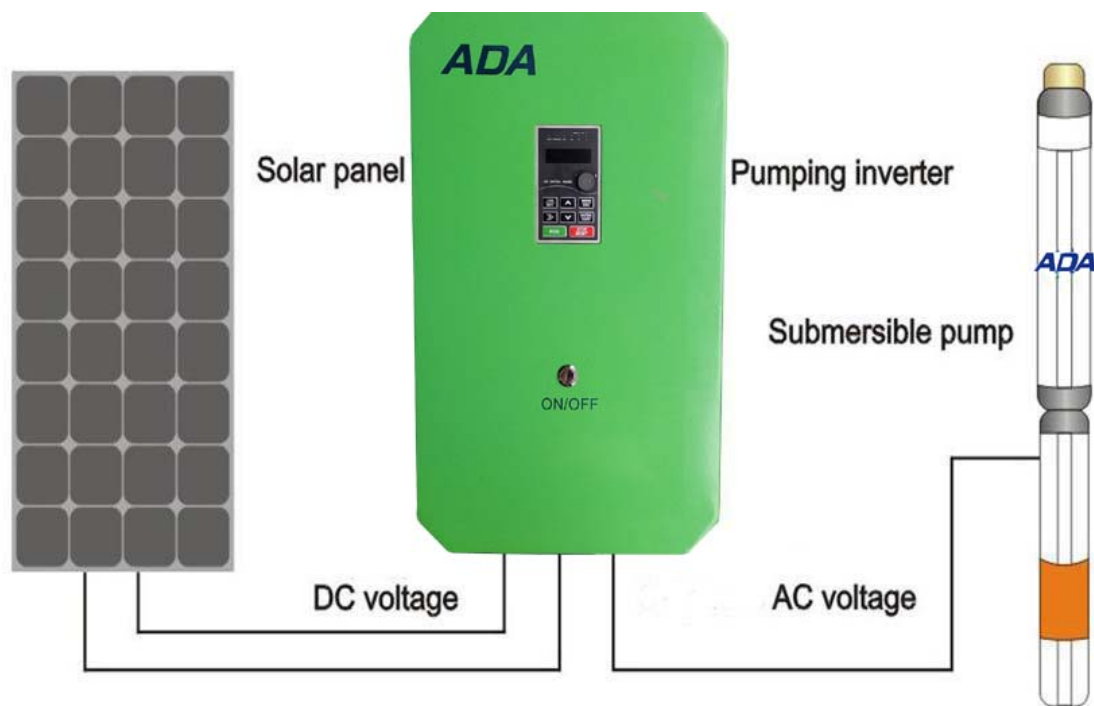 ADA
Solar panel
Pumping inverter
ADA
Submersible pump
ON/OFF
DC voltage
AC voltage